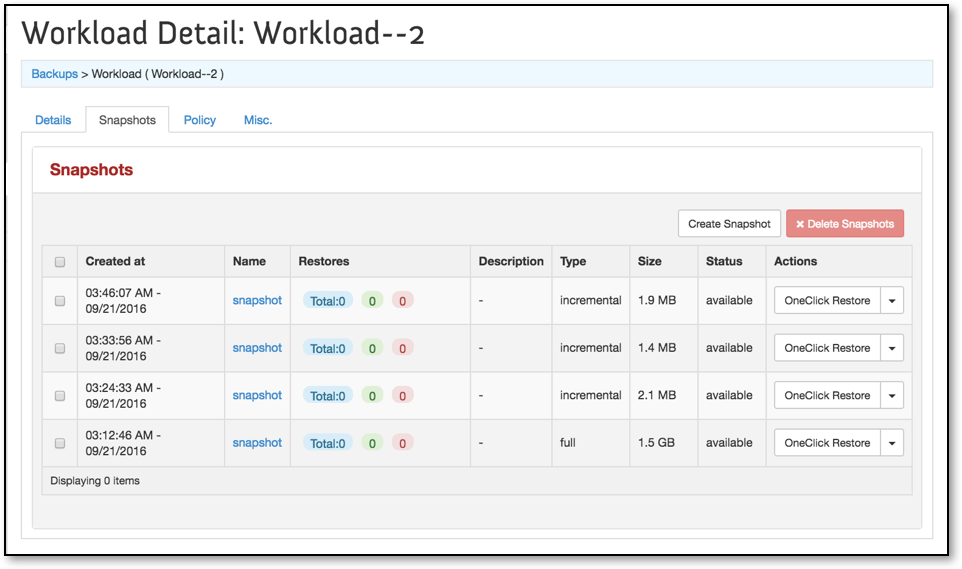 Workload Detail: Workload--2
Backups > Workload ( Workload--2 )
Details Snapshots Policy Misc.
Snapshots
Create Snapshot × Delete Snapshots
Created at Name Restores Description Type Size Status Actions
03:46:07 AM -
09/21/2016 snapshot Total:0 0 0 - incremental 1.9 MB available OneClick Restore
03:33:56 AM -
09/21/2016 snapshot Total:0 0 0 - incremental 1.4 MB available OneClick Restore
03:24:33 AM -
09/21/2016 snapshot Total:0 0 0 - incremental 2.1 MB available OneClick Restore
03:12:46 AM -
09/21/2016 snapshot Total:0 0 0 - full 1.5 GB available OneClick Restore
Displaying 0 items